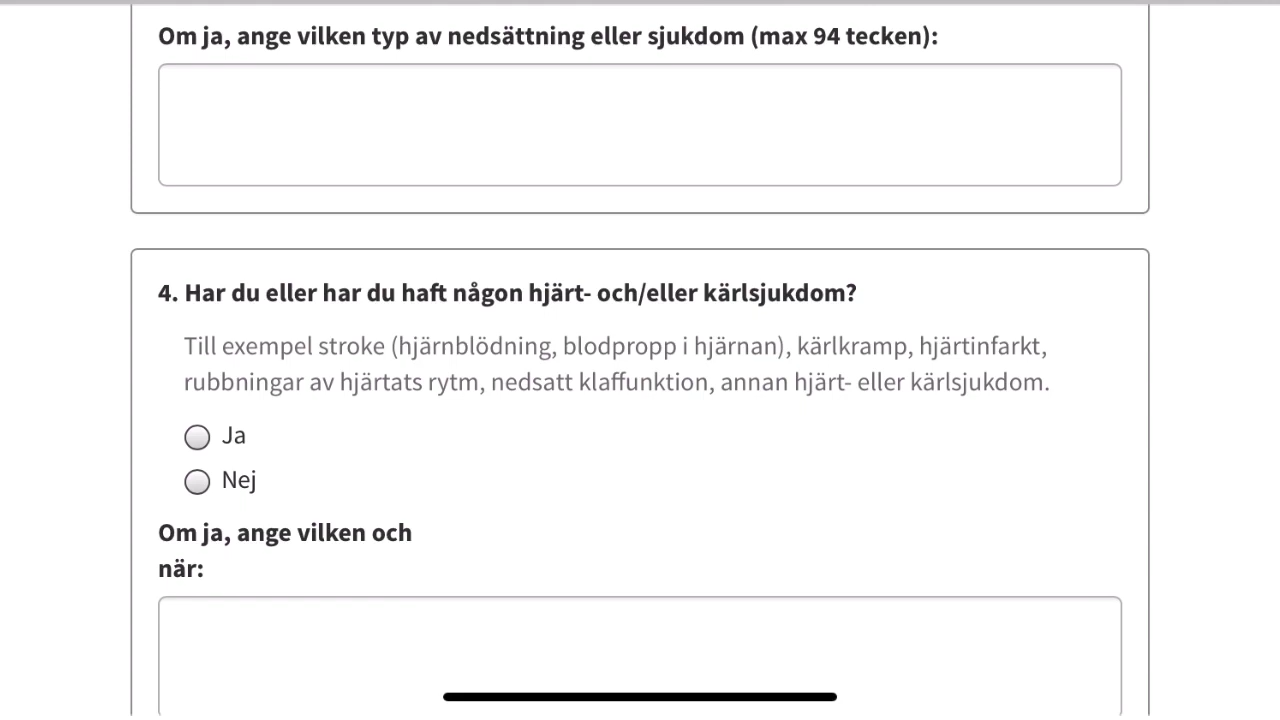 Om ja, ange vilken typ av nedsättning eller sjukdom (max 94 tecken):
4. Har du eller har du haft någon hjärt- och/eller kärlsjukdom?
Till exempel stroke (hjärnblödning, blodpropp i hjärnan), kärlkramp, hjärtinfarkt,
rubbningar av hjärtats rytm, nedsatt klaffunktion, annan hjärt- eller kärlsjukdom.
Ja
Nej
Om ja, ange vilken och
när: